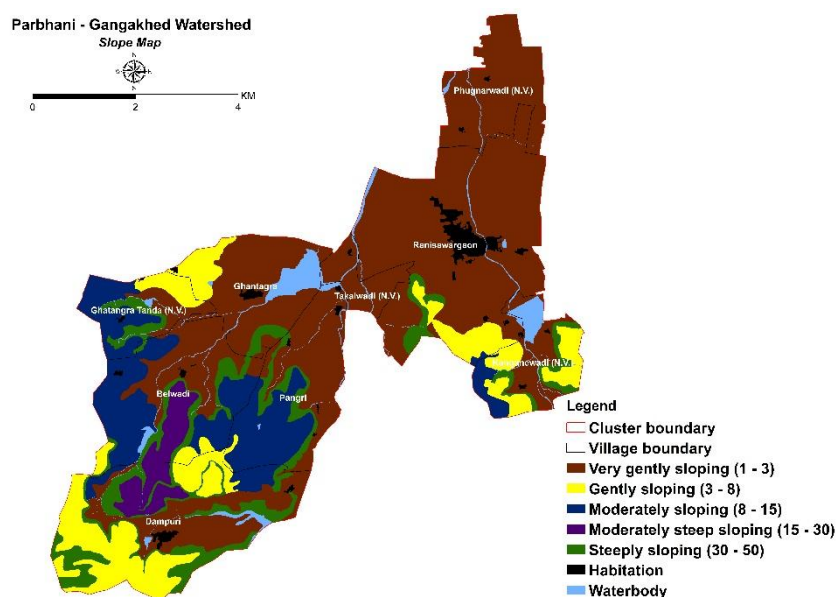 Parbhani - Gangakhed Watershed
Slope Map
N
KM
0 2 4
Phugnarwadi (N.V.)
Ranisawargaon
Ghantagra
Takalwadi (N.V.)
Ghatangra Tanda (N.V.)
(N.V.)
Belwadi
Pangri
Dampuri
Legend
Cluster boundary
Village boundary
Very gently sloping (1 - 3)
Gently sloping (3 - 8)
Moderately sloping (8 - 15)
Moderately steep sloping (15 - 30)
Steeply sloping (30 - 50)
Habitation
Waterbody